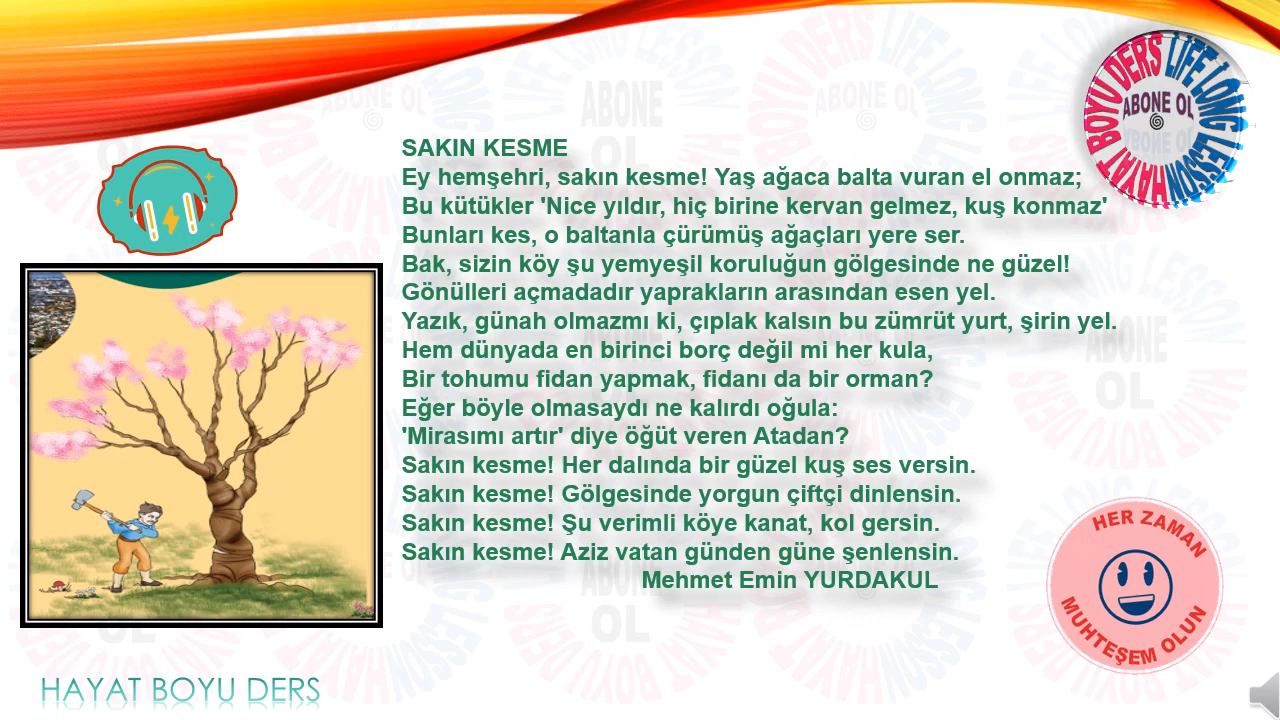 SAKIN KESME
Ey hemşehri, sakın kesme! Yaş ağaca balta vuran el onmaz;
Bu kütükler 'Nice yıldır, hiç birine kervan gelmez, kuş konmaz'
Bunları kes, o baltanla çürümüş ağaçları yere ser.
Bak, sizin köy şu yemyeşil koruluğun gölgesinde ne güzel!
Gönülleri açmadadır yaprakların arasından esen yel.
Yazık, günah olmazmı ki, çıplak kalsın bu zümrüt yurt, şirin yel.
Hem dünyada en birinci borç değil mi her kula,
Bir tohumu fidan yapmak, fidanı da bir orman?
Eğer böyle olmasaydı ne kalırdı oğula:
'Mirasımı artır' diye öğüt veren Atadan?
Sakın kesme! Her dalında bir güzel kuş ses versin.
Sakın kesme! Gölgesinde yorgun çiftçi dinlensin.
Sakın kesme! Şu verimli köye kanat, kol gersin.
Sakın kesme! Aziz vatan günden güne şenlensin.
Mehmet Emin YURDAKUL
HAYAT BOYU DERS LIFE LONG LESSON
ABONE OL
HER ZAMAN
MUHTEŞEM OLUN
HAYAT BOYU DERS